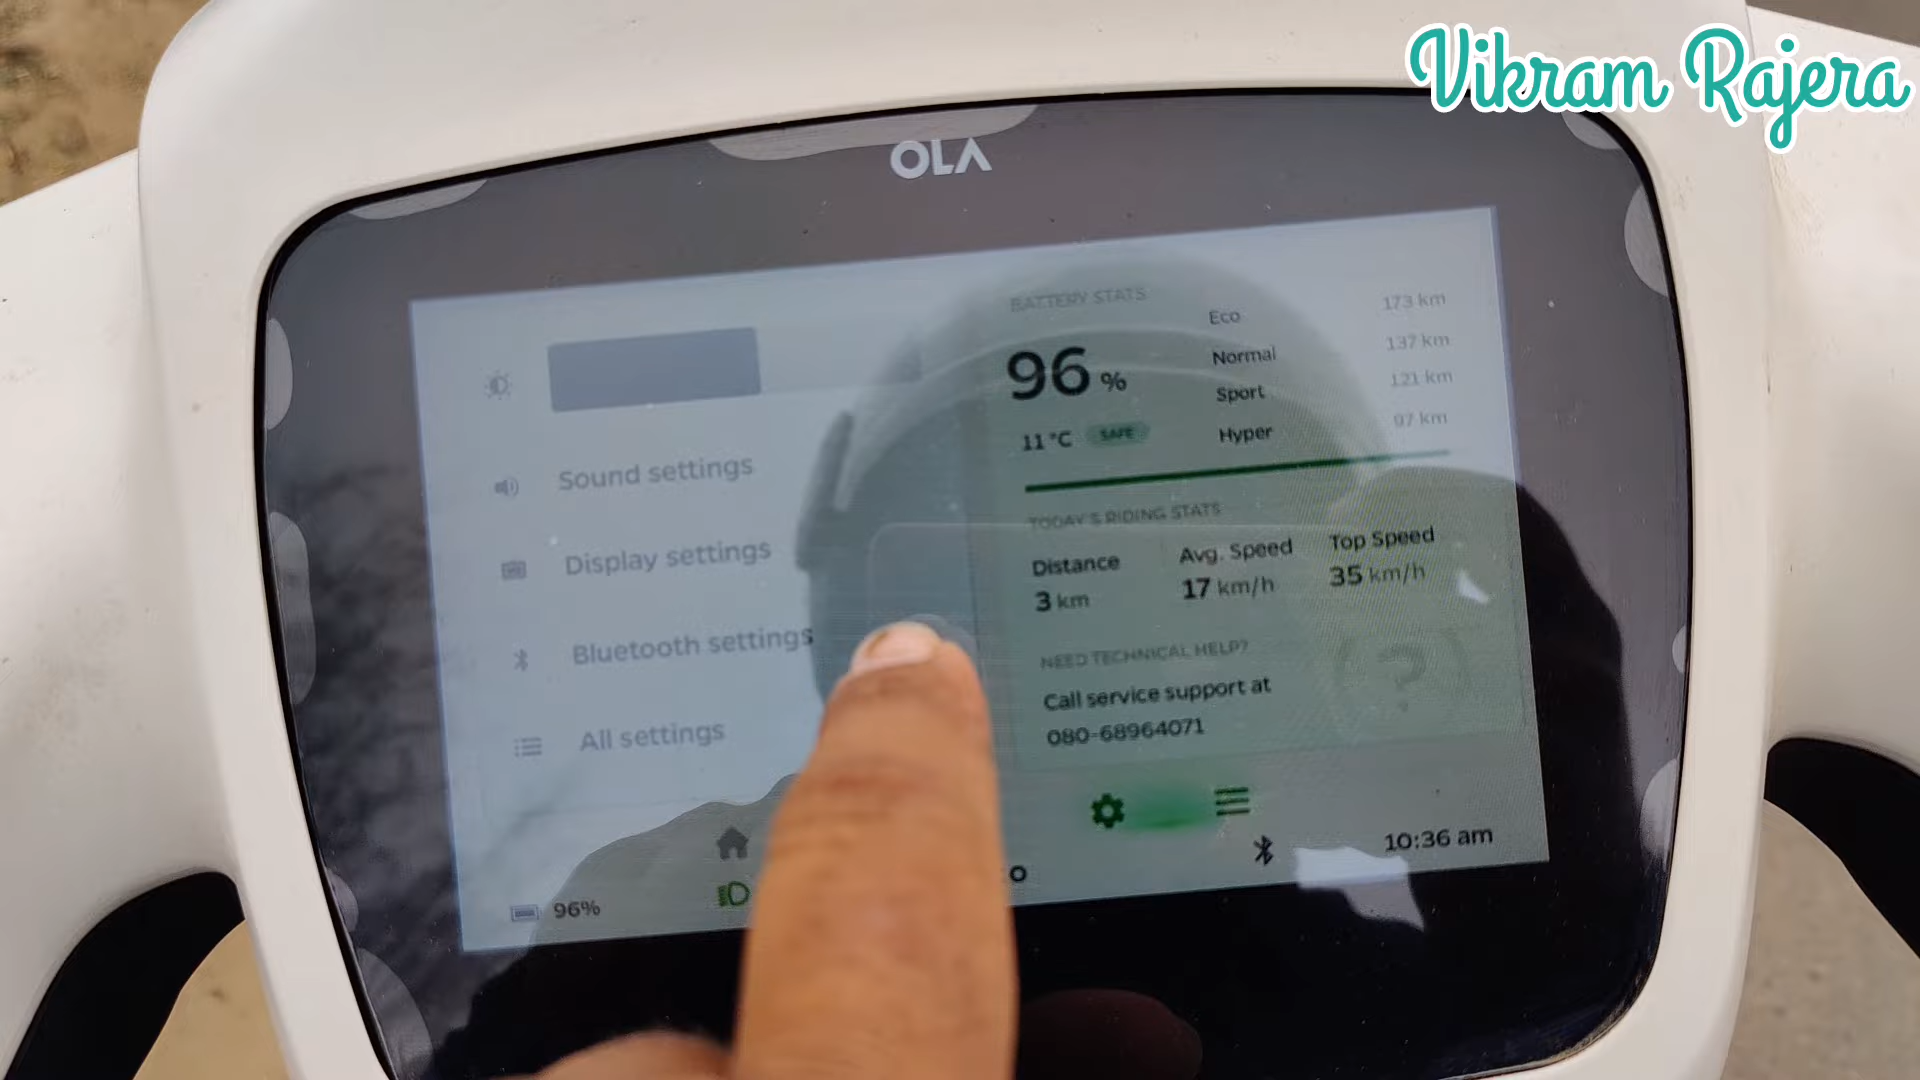 Vikram Rajera
OLA
BATTERY STATS
96 %
11 °C SAFE
Eco 173 km
Normal 137 km
Sport 121 km
Hyper 97 km
Sound settings
Display settings
Bluetooth settings
All settings
TODAY'S RIDING STATS
Distance
3 km
Avg. Speed
17 km/h
Top Speed
35 km/h
NEED TECHNICAL HELP?
Call service support at
080-68964071
?
96%
10:36 am